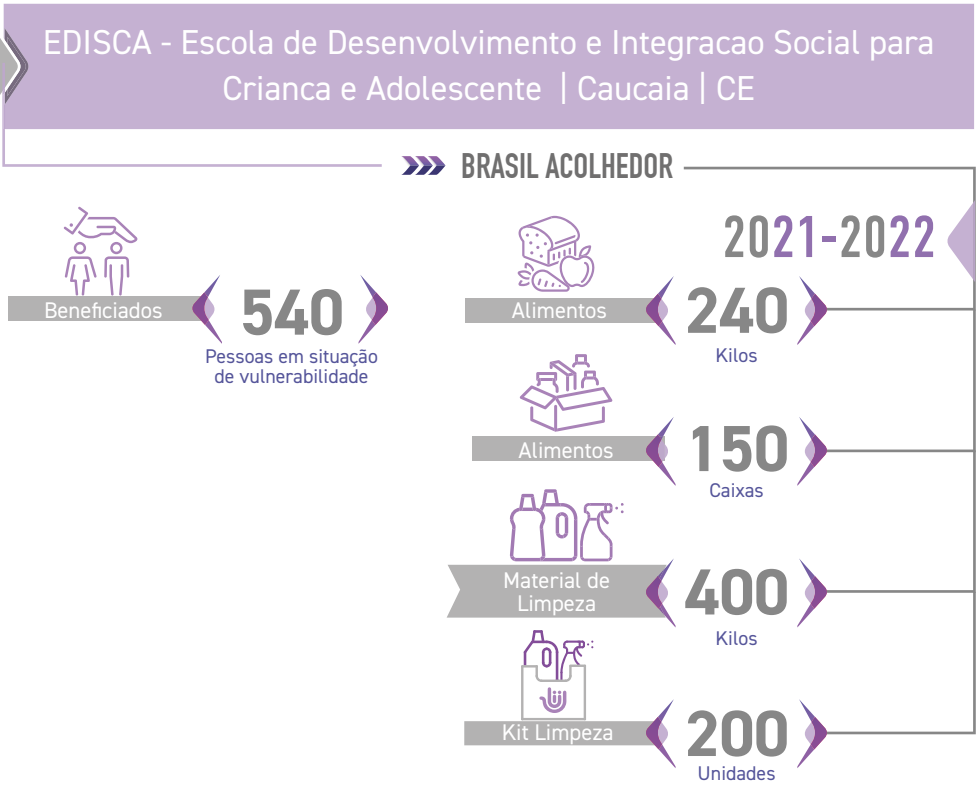 EDISCA - Escola de Desenvolvimento e Integracao Social para
Crianca e Adolescente | Caucaia | CE
BRASIL ACOLHEDOR
2021-2022
Beneficiados
540
Pessoas em situação
de vulnerabilidade
Alimentos
240
Kilos
Alimentos
150
Caixas
Material de
Limpeza
400
Kilos
Kit Limpeza
200
Unidades